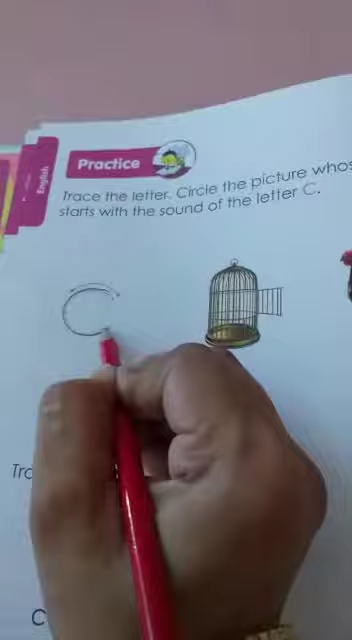 English
Practice
Trace the letter. Circle the picture whos
starts with the sound of the letter C.
C
Tra
C